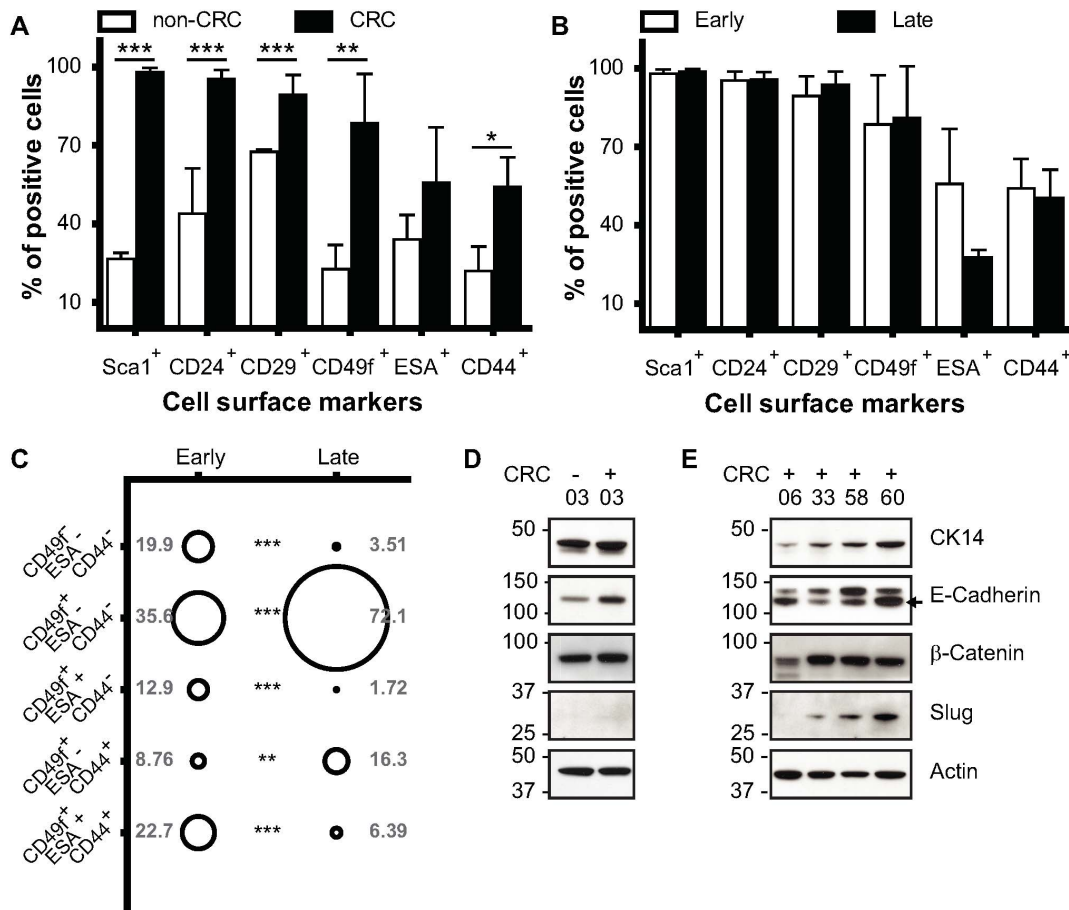 A
non-CRC CRC
*** *** *** ** *
100
70
40
10
% of positive cells
Sca1+ CD24+ CD29+ CD49f+ ESA+ CD44+
Cell surface markers
B
Early Late
100
70
40
10
% of positive cells
Sca1+ CD24+ CD29+ CD49f+ ESA+ CD44+
Cell surface markers
C
Early Late
CD49f-
ESA-
CD44-
19.9 *** 3.51
CD49f+
ESA-
CD44-
35.6 *** 72.1
CD49f+
ESA+
CD44-
12.9 *** 1.72
CD49f+
ESA-
CD44+
8.76 ** 16.3
CD49f+
ESA+
CD44+
22.7 *** 6.39
D
CRC - +
03 03
50 -
150 -
100 -
100 -
37 -
25 -
50 -
37 -
E
CRC + + + +
06 33 58 60
50 - CK14
150 -
100 - E-Cadherin
100 - β-Catenin
37 -
25 - Slug
50 -
37 - Actin